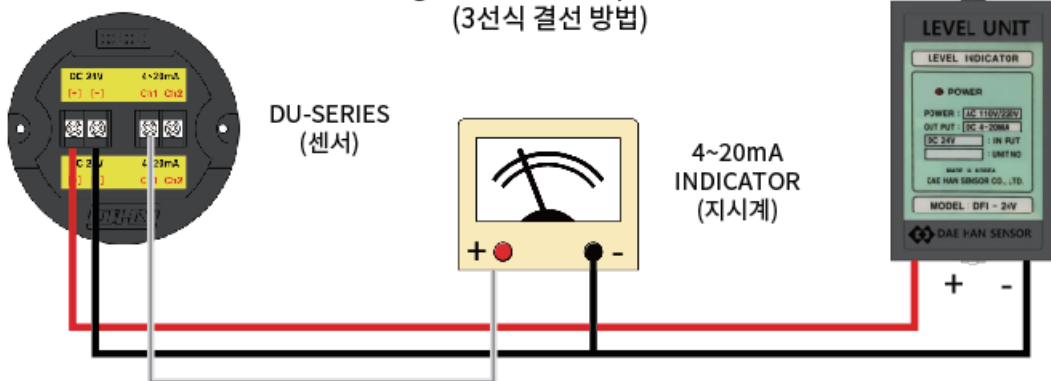 (3선식 결선 방법)
DC 24V 4~20mA
[+] [-] Ch1 Ch2
4~20mA
Ch2
DU-SERIES
(센서)
+ -
4~20mA
INDICATOR
(지시계)
LEVEL UNIT
LEVEL INDICATOR
POWER
POWER : AC 110V/220V
OUT PUT : DC 4~20MA
DC 24V : IN PUT
: UNIT NO
MADE IN KOREA
DAE HAN SENSOR CO., LTD.
MODEL DFI - 24V
DAE HAN SENSOR
+ -